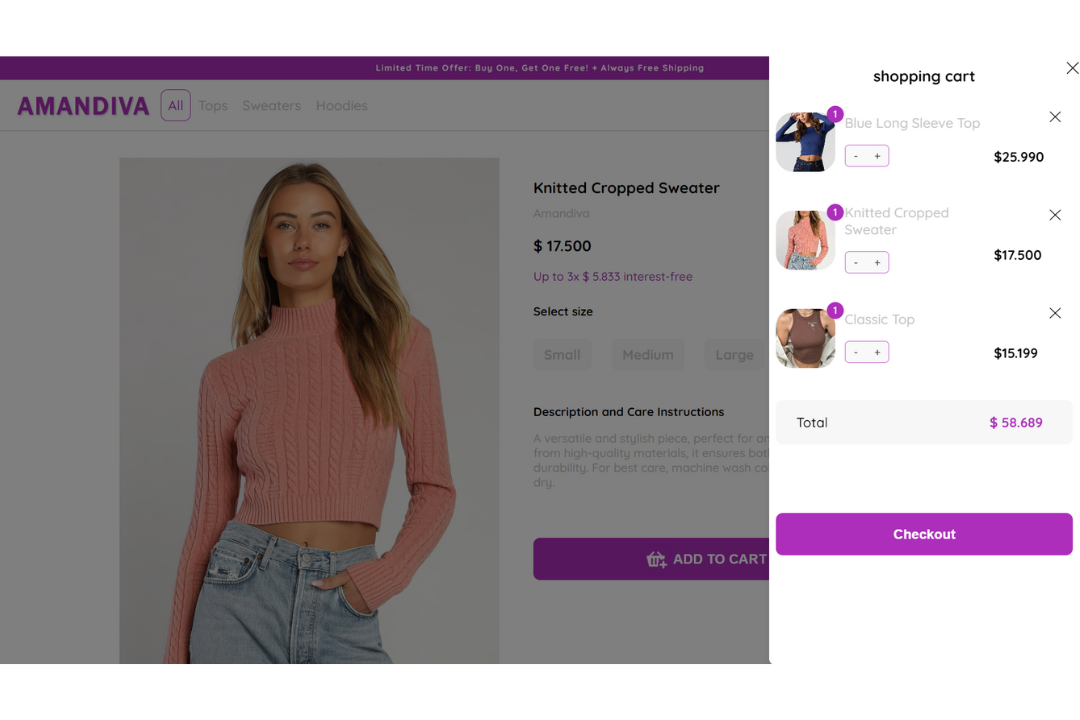 Limited Time Offer: Buy One, Get One Free! + Always Free Shipping
AMANDIVA
All Tops Sweaters Hoodies
Knitted Cropped Sweater
Amandiva
$ 17.500
Up to 3x $ 5.833 interest-free
Select size
Small Medium Large
Description and Care Instructions
A versatile and stylish piece, perfect for an
from high-quality materials, it ensures bot
durability. For best care, machine wash co
dry.
ADD TO CART
shopping cart
1
Blue Long Sleeve Top
- +
$25.990
1
Knitted Cropped
Sweater
- +
$17.500
1
Classic Top
- +
$15.199
Total $ 58.689
Checkout